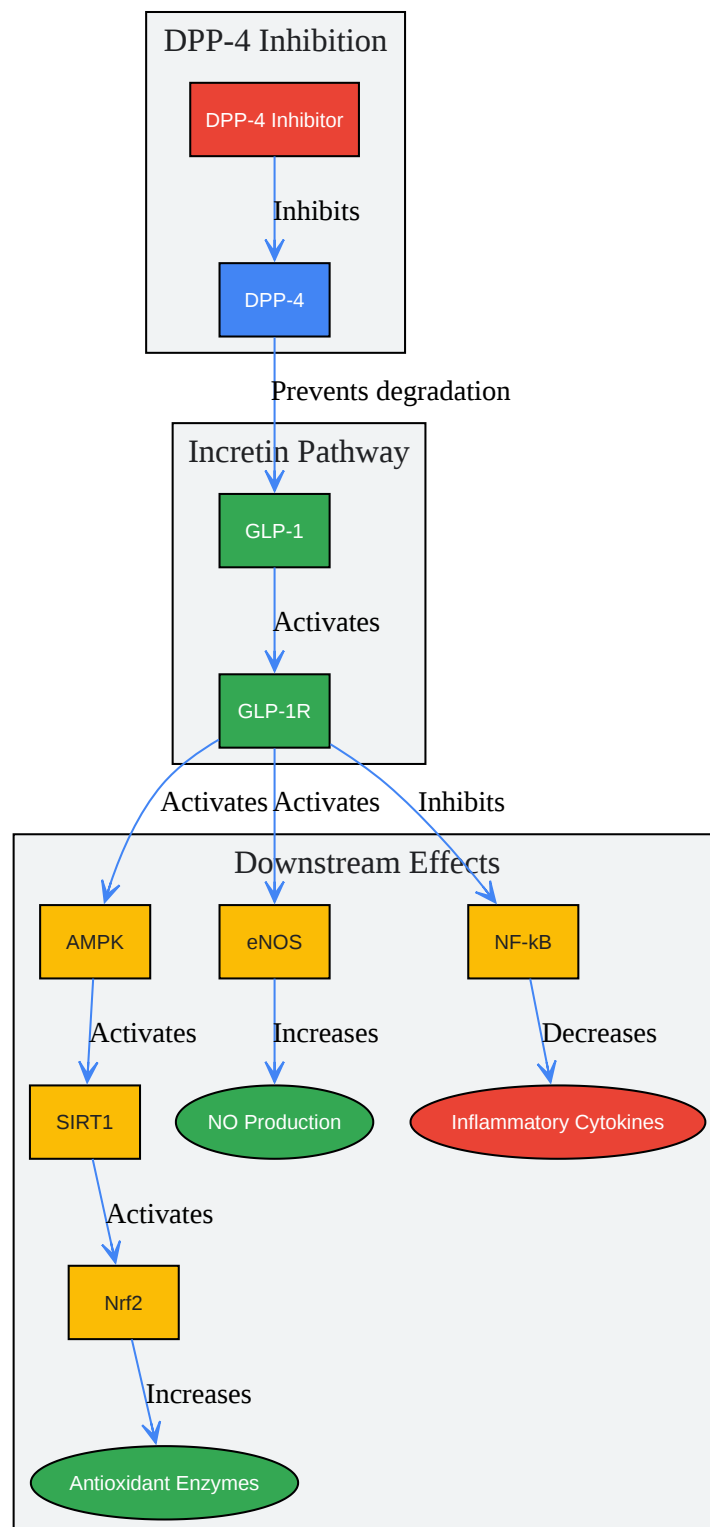 DPP-4 Inhibition
DPP-4 Inhibitor
Inhibits
DPP-4
Prevents degradation
Incretin Pathway
GLP-1
Activates
GLP-1R
Activates
Activates
Inhibits
Downstream Effects
AMPK
eNOS
NF-kB
Activates
Increases
Decreases
SIRT1
NO Production
Inflammatory Cytokines
Activates
Nrf2
Increases
Antioxidant Enzymes